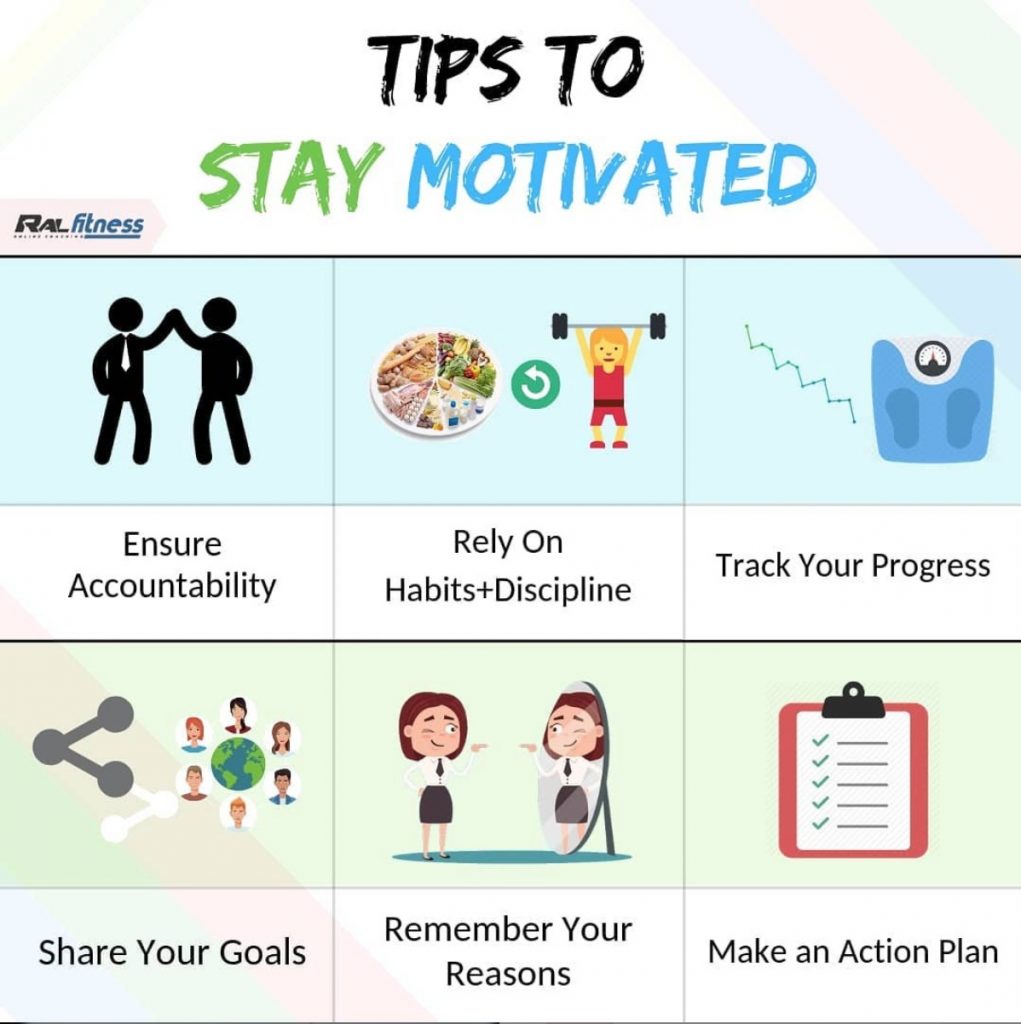 TIPS TO
STAY MOTIVATED
RAL fitness
ONLINE COACHING
Ensure
Accountability
Rely On
Habits+Discipline
Track Your Progress
Share Your Goals
Remember Your
Reasons
Make an Action Plan